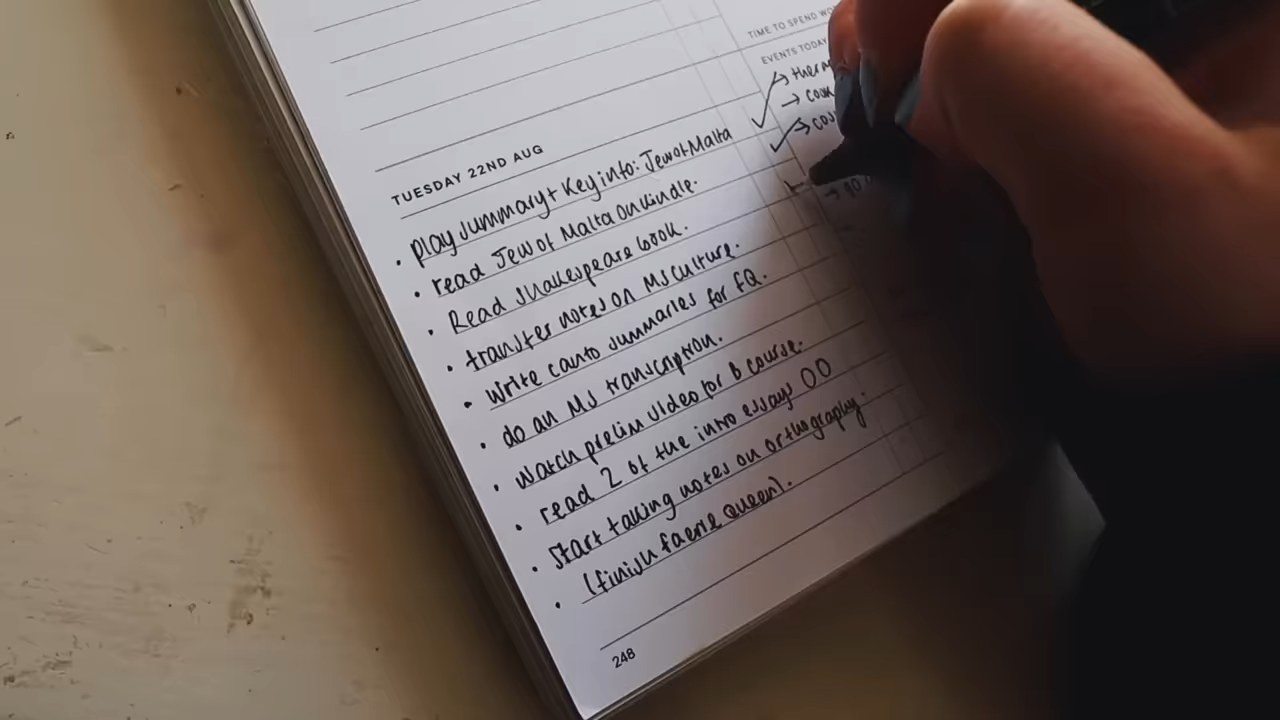 TIME TO SPEND
EVENTS TODAY
→
→
→
→
TUESDAY 22ND AUG
• play summary + Key info: Jew of Malta
• read Jew of Malta on Kindle.
• Read Shakespeare book.
• transfer notes on MS culture.
• write canto summaries for FQ.
• do an MS transcription.
• watch prelim video for B course.
• read 2 of the intro essays OO
• Start taking notes on orthography.
• (finish faerie queen).
248